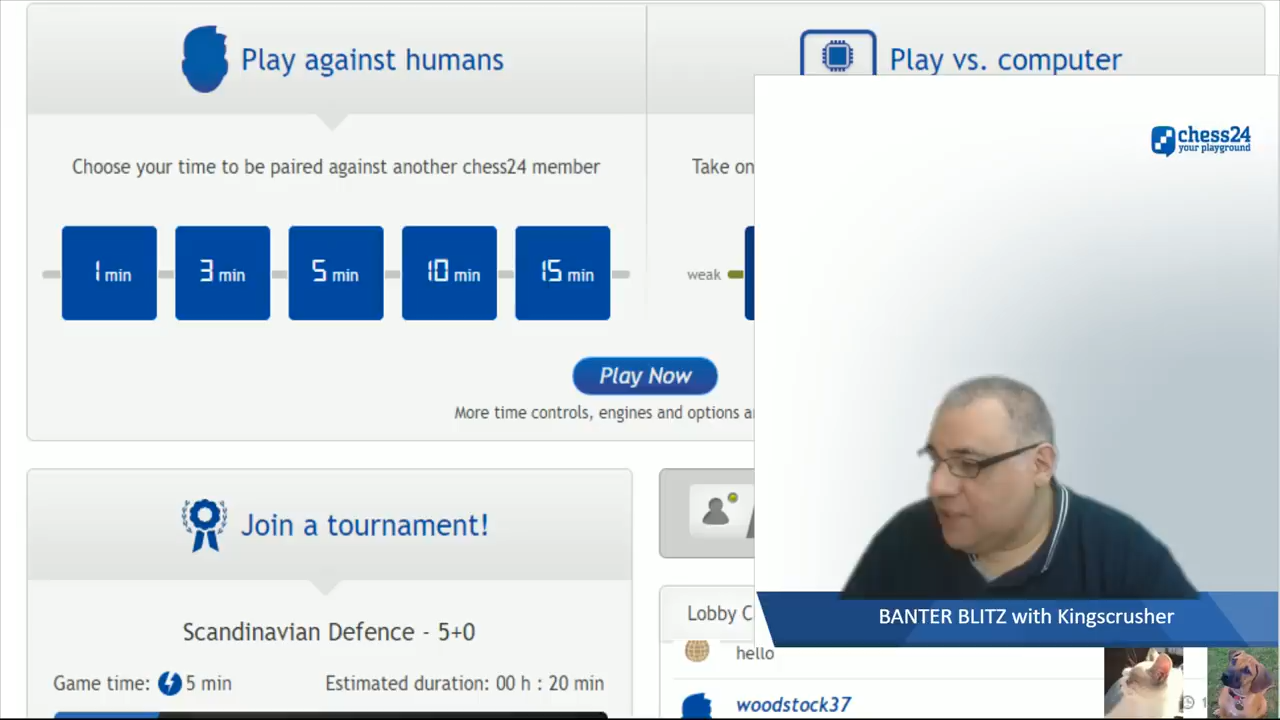 Play against humans
Play vs. computer
chess24
your playground
Choose your time to be paired against another chess24 member
Take on
1 min
3 min
5 min
10 min
15 min
weak
Play Now
More time controls, engines and options a
Join a tournament!
Scandinavian Defence - 5+0
Game time: 5 min
Estimated duration: 00 h : 20 min
Lobby C
hello
woodstock37
BANTER BLITZ with Kingscrusher